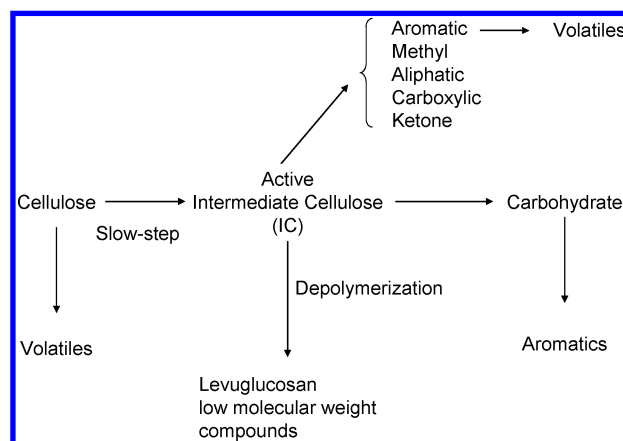 Aromatic
Volatiles
Methyl
Aliphatic
Carboxylic
Ketone
Active
Cellulose
Intermediate Cellulose
Carbohydrate
(IC)
Slow-step
Depolymerization
Volatiles
Aromatics
Levuglucosan
low molecular weight
compounds